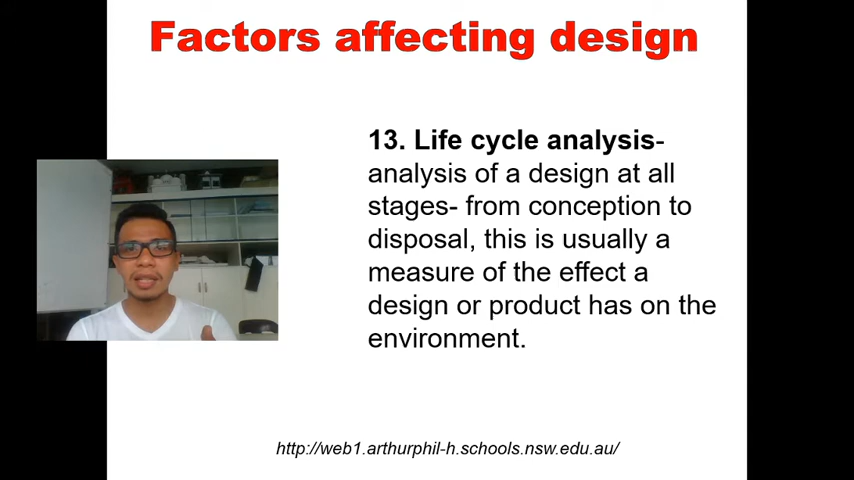 Factors affecting design
13. Life cycle analysis-
analysis of a design at all
stages- from conception to
disposal, this is usually a
measure of the effect a
design or product has on the
environment.
http://web1.arthurphil-h.schools.nsw.edu.au/